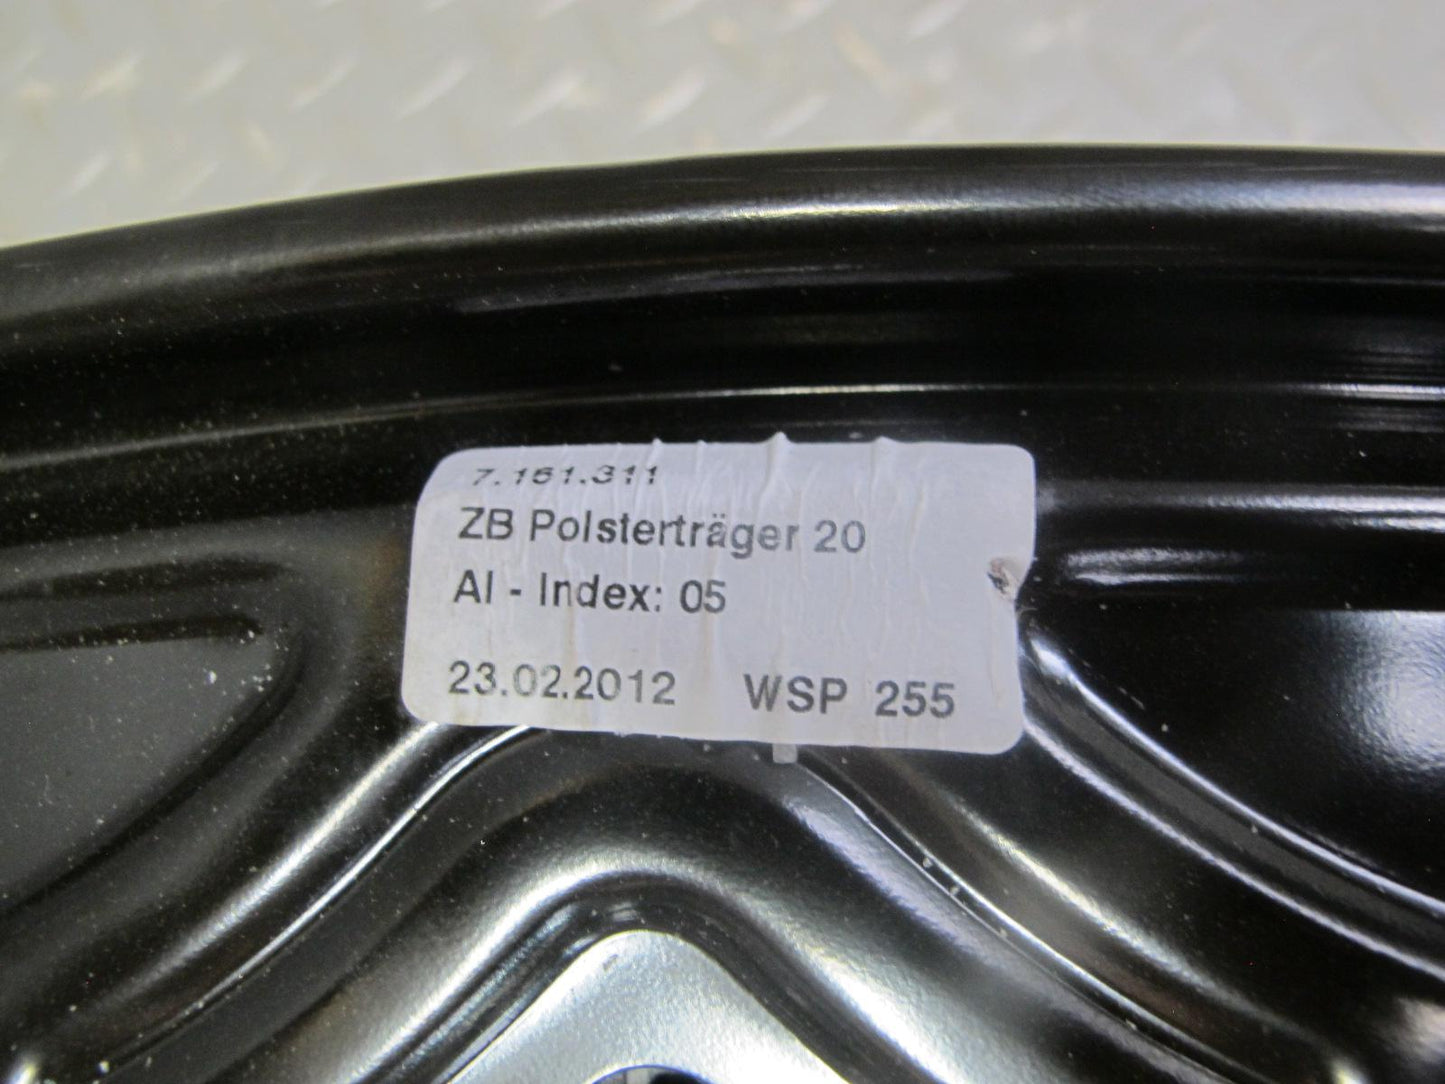 7.161.311
ZB Polsterträger 20
AI - Index: 05
23.02.2012 WSP 255